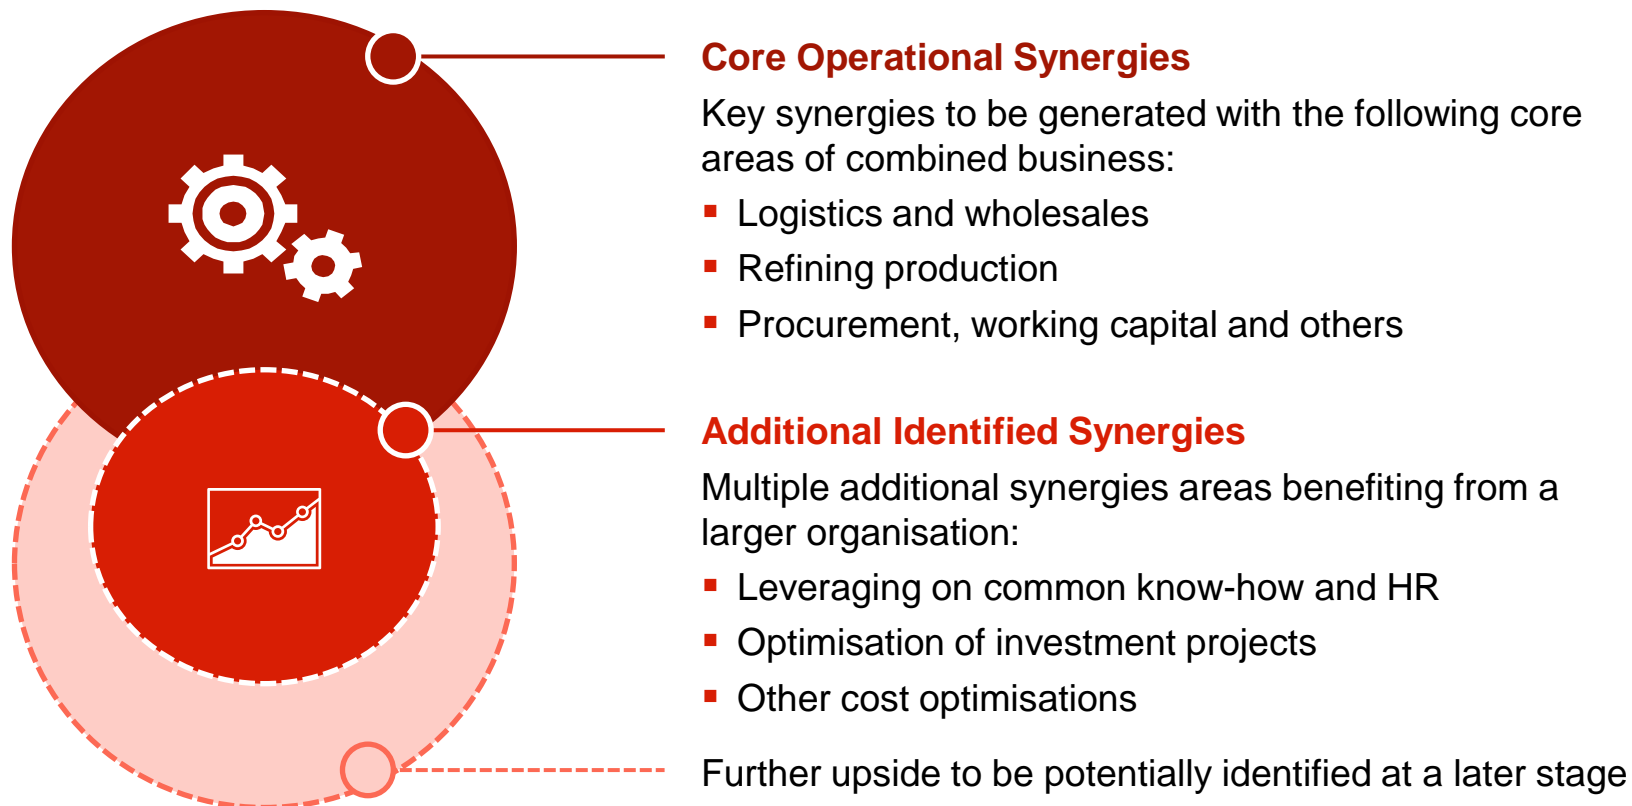 Core Operational Synergies
Key synergies to be generated with the following core
areas of combined business:
Logistics and wholesales
Refining production
Procurement, working capital and others
Additional Identified Synergies
Multiple additional synergies areas benefiting from a
larger organisation:
Leveraging on common know-how and HR
Optimisation of investment projects
Other cost optimisations
Further upside to be potentially identified at a later stage